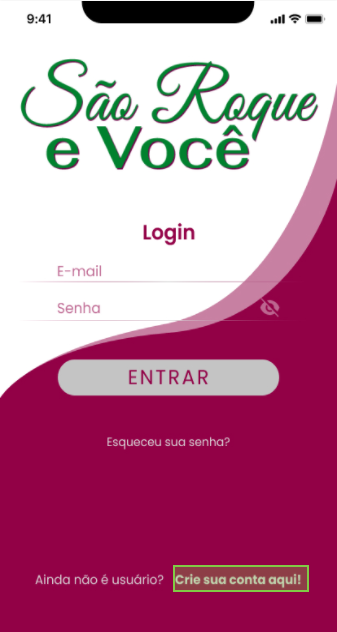 9:41
São Roque
e Você
Login
E-mail
Senha
ENTRAR
Esqueceu sua senha?
Ainda não é usuário? Crie sua conta aqui!